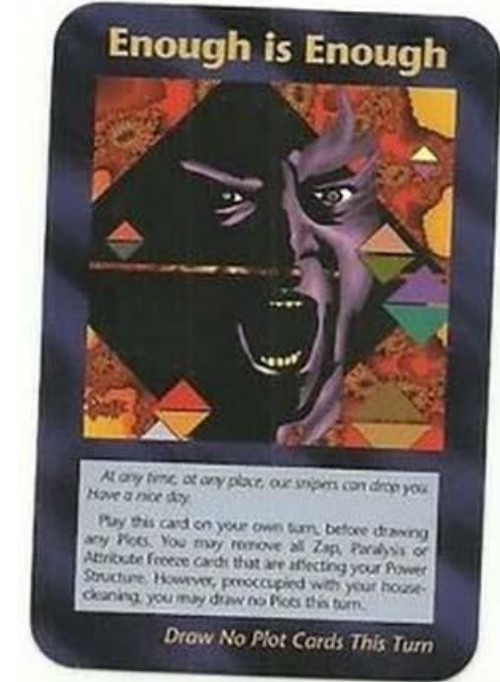 Enough is Enough
At any time, at any place, our snipers can drop you.
Have a nice day.
Play this card on your own turn, before drawing
any Plots. You may remove all Zap, Paralysis or
Attribute Freeze cards that are affecting your Power
Structure. However, preoccupied with your house-
cleaning, you may draw no Plots this turn.
Draw No Plot Cards This Turn